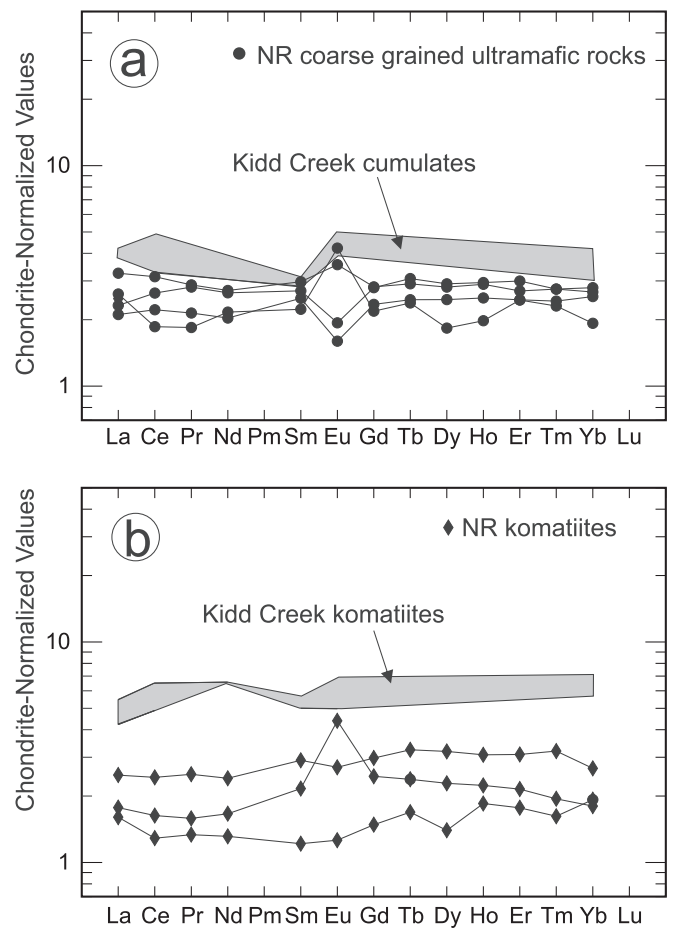 a
NR coarse grained ultramafic rocks
Chondrite-Normalized Values
10
Kidd Creek cumulates
1
La Ce Pr Nd Pm Sm Eu Gd Tb Dy Ho Er Tm Yb Lu
b
NR komatiites
Chondrite-Normalized Values
Kidd Creek komatiites
10
1
La Ce Pr Nd Pm Sm Eu Gd Tb Dy Ho Er Tm Yb Lu